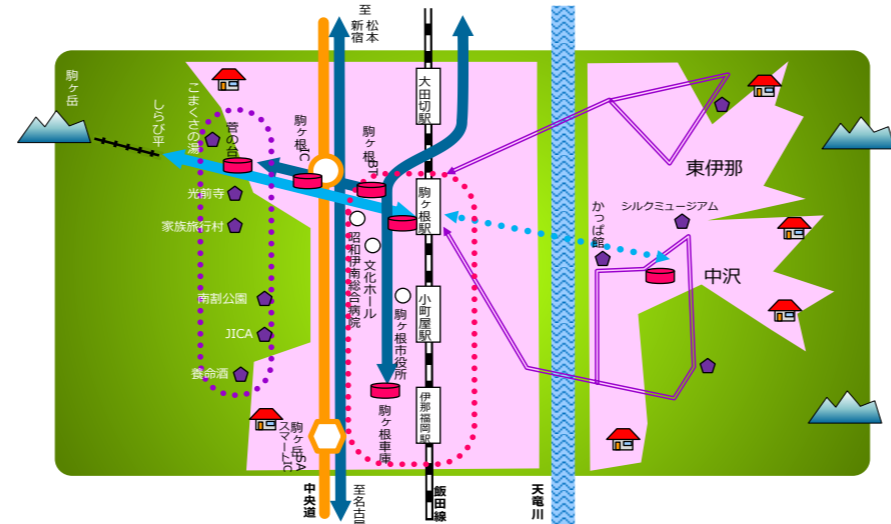 至
新宿
松本
駒ヶ岳
しらび平
こまくさの湯
菅の台
駒ヶ根IC
駒ヶ根BT
大田切駅
東伊那
光前寺
家族旅行村
駒ヶ根駅
かっぱ館
シルクミュージアム
中沢
昭和伊南総合病院
文化ホール
南割公園
小町屋駅
JICA
駒ヶ根市役所
養命酒
伊那福岡駅
駒ヶ岳SA
スマートIC
駒ヶ根車庫
中央道
至名古屋
飯田線
天竜川